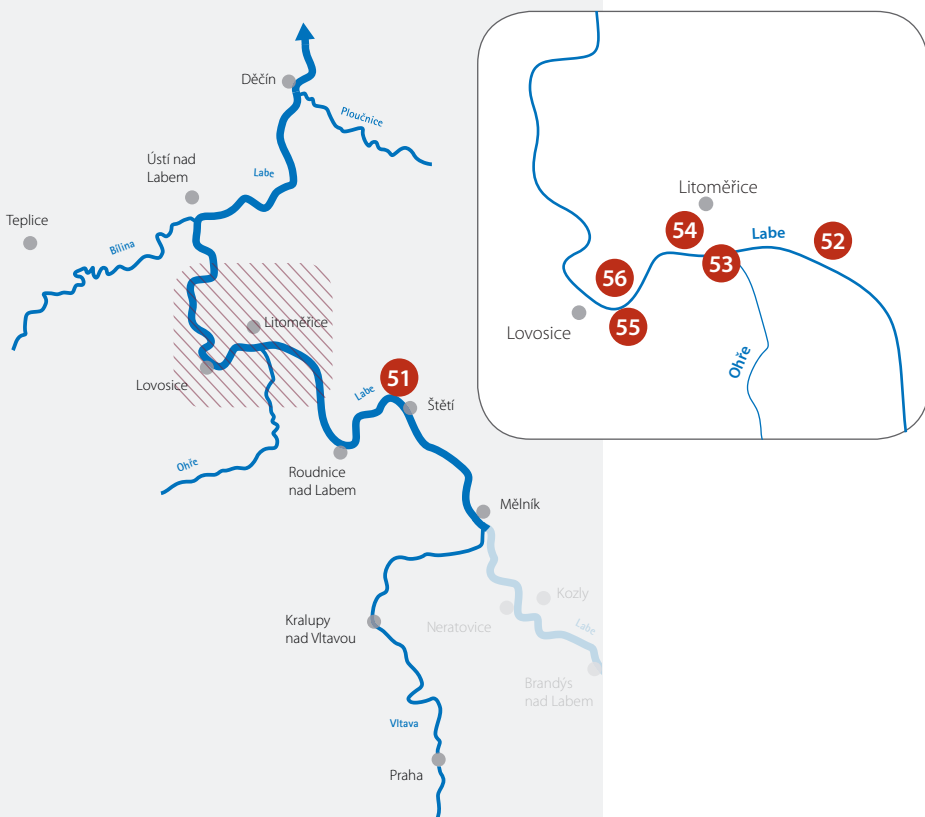 Děčín
Ploučnice
Ústí nad
Labem
Labe
Teplice
Bílina
Litoměřice
Lovosice
51
Labe
Štětí
Ohře
Roudnice
nad Labem
Mělník
Kozly
Neratovice
Labe
Kralupy
nad Vltavou
Brandýs
nad Labem
Vltava
Praha
Litoměřice
54
Labe
52
53
56
55
Lovosice
Ohře